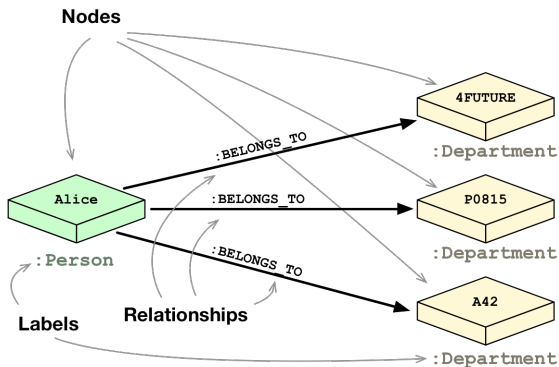 Nodes
4FUTURE
:BELONGS_TO
:Department
Alice
:BELONGS_TO
P0815
:Person
:BELONGS_TO
:Department
A42
Labels
Relationships
:Department